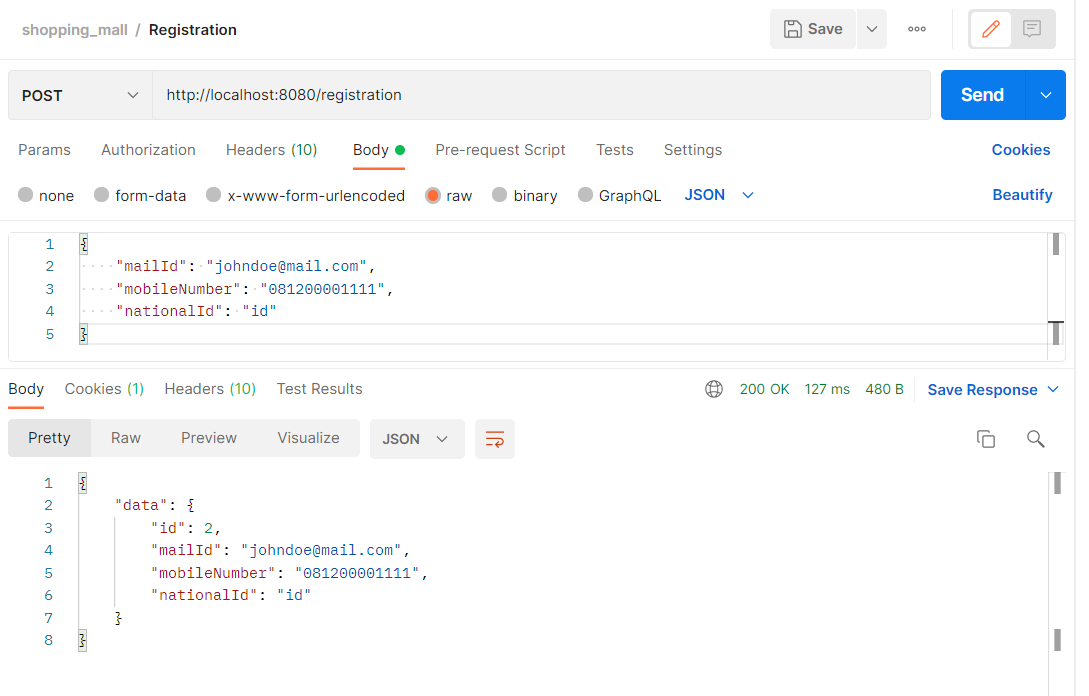 shopping_mall / Registration Save
POST http://localhost:8080/registration Send
Params Authorization Headers (10) Body Pre-request Script Tests Settings Cookies
none form-data x-www-form-urlencoded raw binary GraphQL JSON Beautify
1 {
2 "mailId": "johndoe@mail.com",
3 "mobileNumber": "081200001111",
4 "nationalId": "id"
5 }
Body Cookies (1) Headers (10) Test Results 200 OK 127 ms 480 B Save Response
Pretty Raw Preview Visualize JSON
1 {
2 "data": {
3 "id": 2,
4 "mailId": "johndoe@mail.com",
5 "mobileNumber": "081200001111",
6 "nationalId": "id"
7 }
8 }